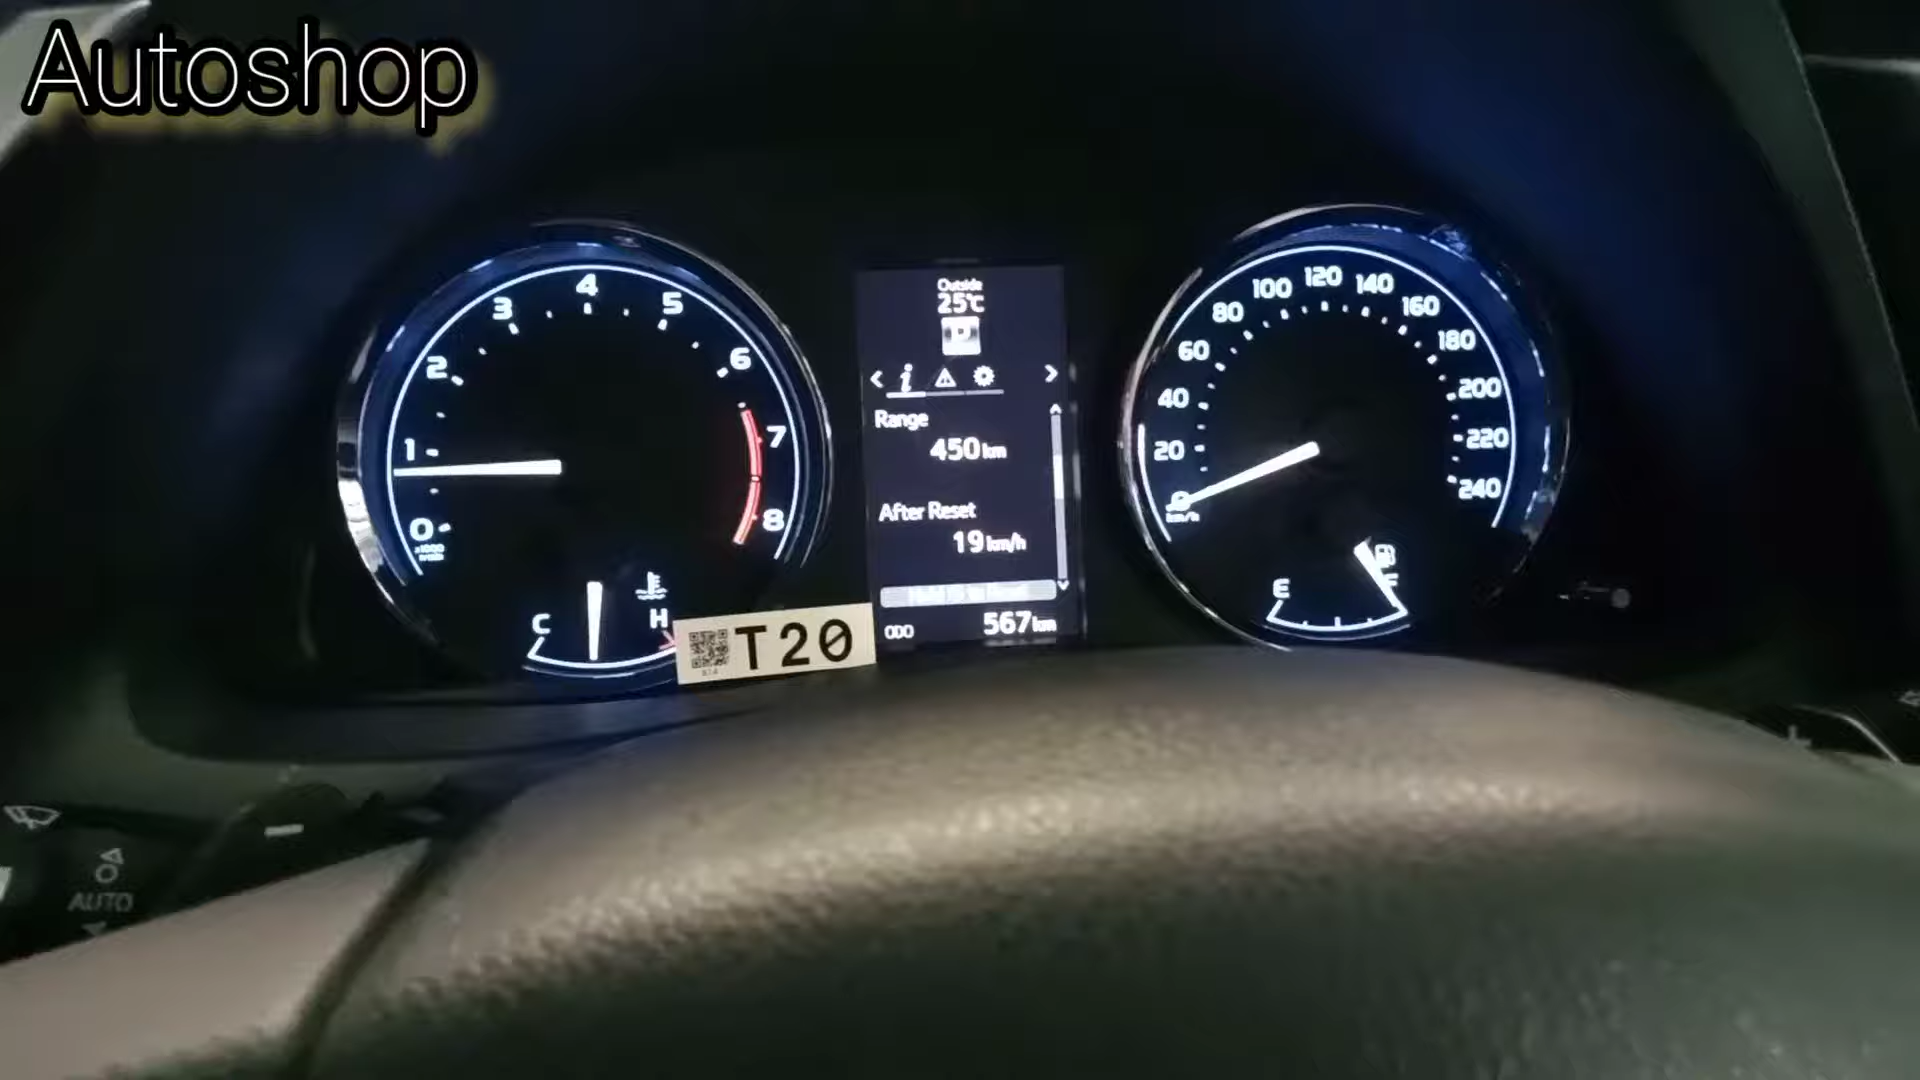 Autoshop
0
1
2
3
4
5
6
7
8
C
H
T20
Outside
25°C
Range
450 km
After Reset
19 km/h
ODO
567 km
0
km/h
20
40
60
80
100
120
140
160
180
200
220
240
E
F
AUTO